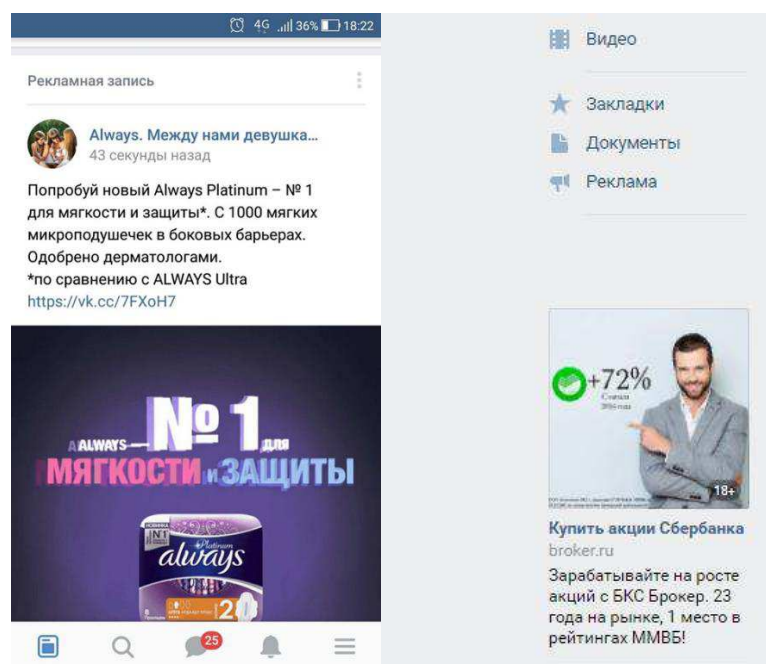 4G 36% 18:22
Рекламная запись
Always. Между нами девушка...
43 секунды назад
Попробуй новый Always Platinum – № 1
для мягкости и защиты*. С 1000 мягких
микроподушечек в боковых барьерах.
Одобрено дерматологами.
*по сравнению с ALWAYS Ultra
https://vk.cc/7FXoH7
ALWAYS – № 1 для
МЯГКОСТИ и ЗАЩИТЫ
НОВИНКА
№1
Platinum
always
2
25
Видео
Закладки
Документы
Реклама
+72%
18+
Купить акции Сбербанка
broker.ru
Зарабатывайте на росте
акций с БКС Брокер. 23
года на рынке, 1 место в
рейтингах ММВБ!